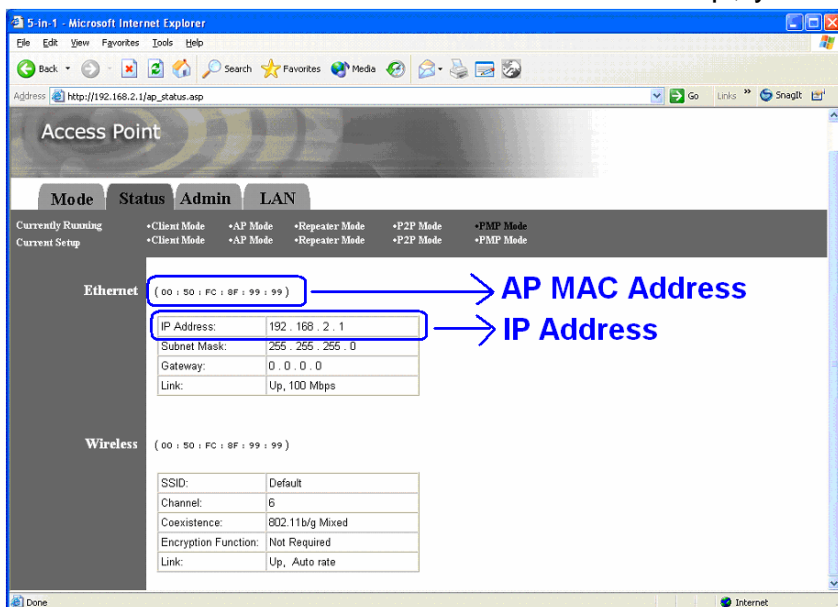 5-in-1 - Microsoft Internet Explorer
File Edit View Favorites Tools Help
Back Search Favorites Media
Address http://192.168.2.1/ap_status.asp Go Links » SnagIt
Access Point
Mode Status Admin LAN
Currently Running •Client Mode •AP Mode •Repeater Mode •P2P Mode •PMP Mode
Current Setup •Client Mode •AP Mode •Repeater Mode •P2P Mode •PMP Mode
Ethernet ( 00 : 50 : FC : 8F : 99 : 99 ) AP MAC Address
IP Address: 192 . 168 . 2 . 1 IP Address
Subnet Mask: 255 . 255 . 255 . 0
Gateway: 0 . 0 . 0 . 0
Link: Up, 100 Mbps
Wireless ( 00 : 50 : FC : 8F : 99 : 99 )
SSID: Default
Channel: 6
Coexistence: 802.11b/g Mixed
Encryption Function: Not Required
Link: Up, Auto rate
Done Internet